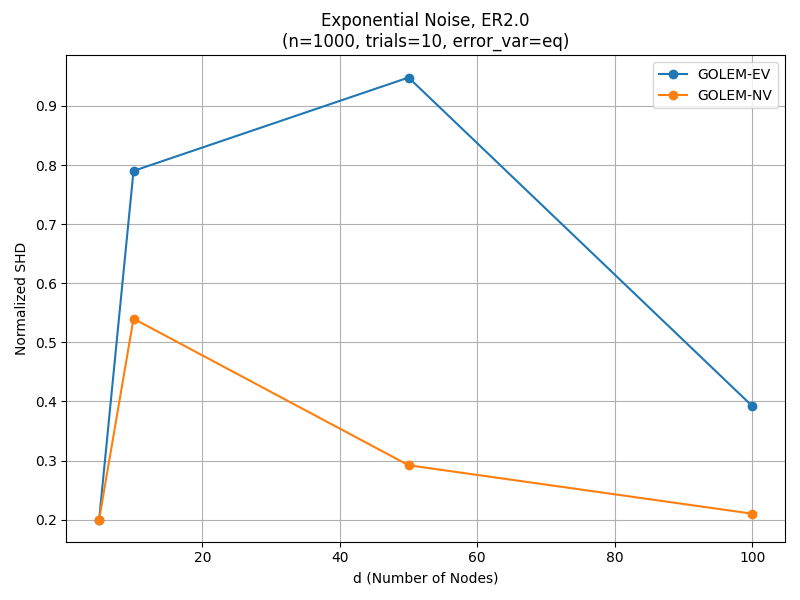 Exponential Noise, ER2.0
(n=1000, trials=10, error_var=eq)
GOLEM-EV
GOLEM-NV
Normalized SHD
0.9
0.8
0.7
0.6
0.5
0.4
0.3
0.2
20 40 60 80 100
d (Number of Nodes)